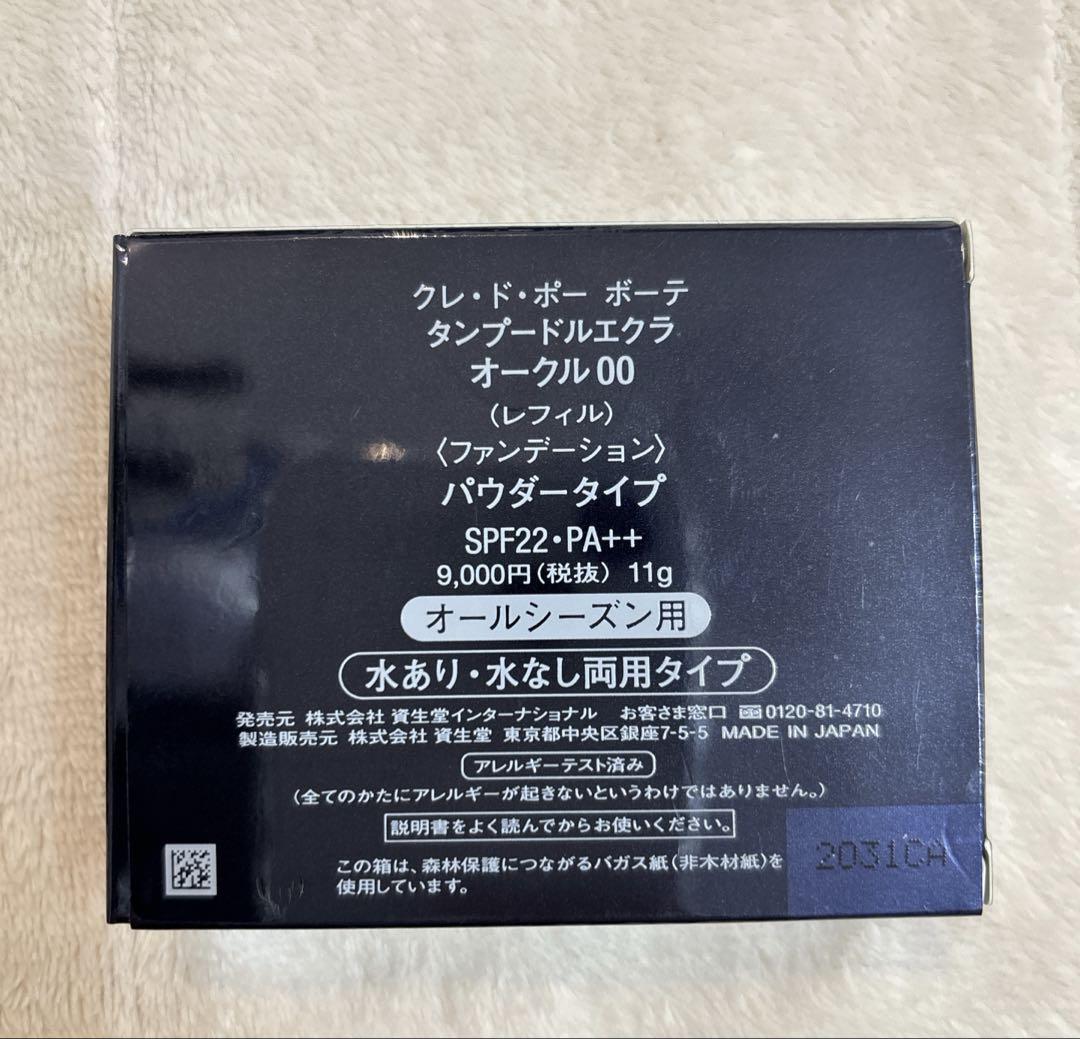 クレ・ド・ポー ボーテ
タンプードルエクラ
オークル 00
（レフィル）
〈ファンデーション〉
パウダータイプ
SPF22・PA++
9,000円（税抜） 11g
オールシーズン用
水あり・水なし両用タイプ
発売元 株式会社 資生堂インターナショナル お客さま窓口 0120-81-4710
製造販売元 株式会社 資生堂 東京都中央区銀座7-5-5 MADE IN JAPAN
アレルギーテスト済み
（全てのかたにアレルギーが起きないというわけではありません。）
説明書をよく読んでからお使いください。
この箱は、森林保護につながるバガス紙（非木材紙）を
使用しています。
2031CA